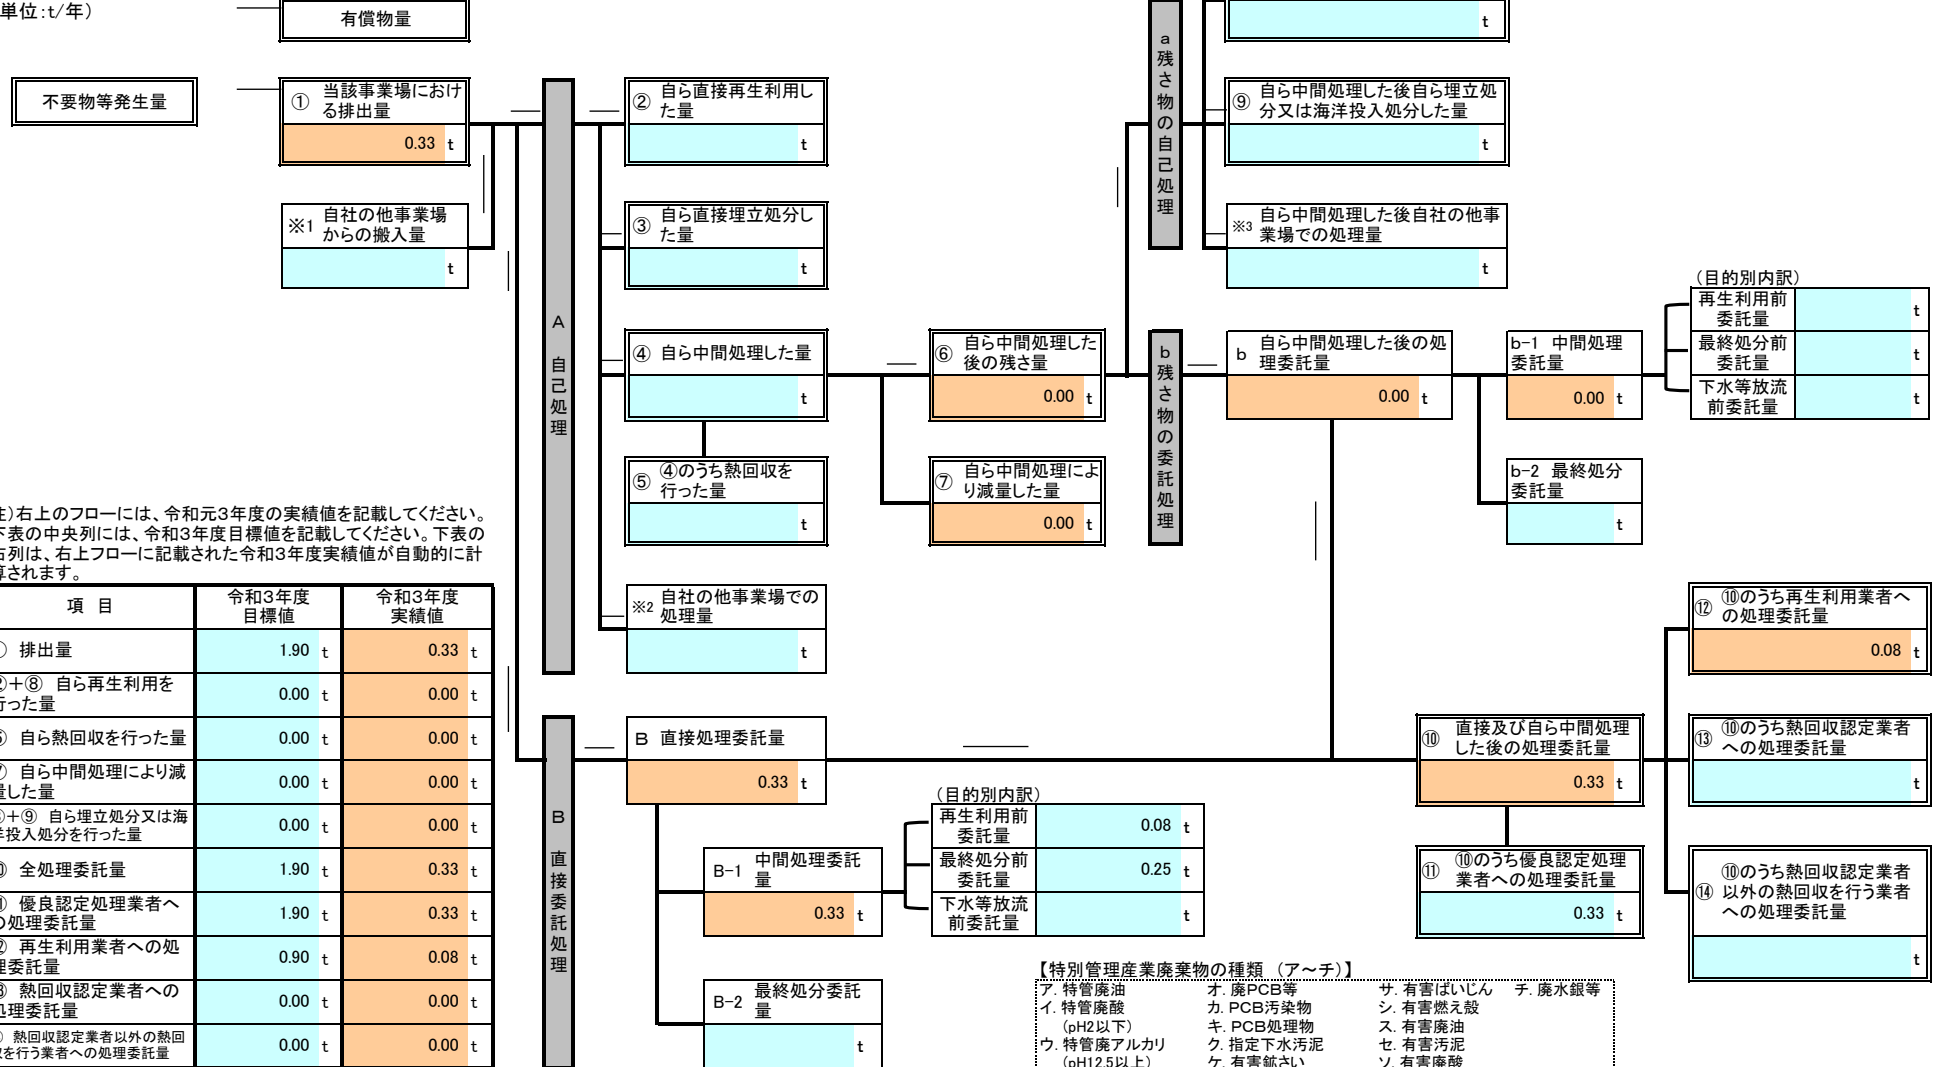 単位:t/年）
有償物量
不要物等発生量
① 当該事業場におけ
る排出量
0.33 t
※1 自社の他事業場
からの搬入量
t
A 自己処理
② 自ら直接再生利用し
た量
t
③ 自ら直接埋立処分し
た量
t
④ 自ら中間処理した量
t
⑤ ④のうち熱回収を
行った量
t
※2 自社の他事業場での
処理量
t
⑥ 自ら中間処理した
後の残さ量
0.00 t
⑦ 自ら中間処理によ
り減量した量
0.00 t
a 残さ物の自己処理
t
⑨ 自ら中間処理した後自ら埋立処
分又は海洋投入処分した量
t
※3 自ら中間処理した後自社の他事
業場での処理量
t
b 残さ物の委託処理
b 自ら中間処理した後の処
理委託量
0.00 t
b-1 中間処理
委託量
0.00 t
b-2 最終処分
委託量
t
（目的別内訳）
再生利用前
委託量
t
最終処分前
委託量
t
下水等放流
前委託量
t
注）右上のフローには、令和元3年度の実績値を記載してください。
下表の中央列には、令和3年度目標値を記載してください。下表の
右列は、右上フローに記載された令和3年度実績値が自動的に計
算されます。
項 目 令和3年度
目標値 令和3年度
実績値
① 排出量 1.90 t 0.33 t
②＋⑧ 自ら再生利用を
行った量 0.00 t 0.00 t
⑤ 自ら熱回収を行った量 0.00 t 0.00 t
⑦ 自ら中間処理により減
量した量 0.00 t 0.00 t
③＋⑨ 自ら埋立処分又は海
洋投入処分を行った量 0.00 t 0.00 t
⑩ 全処理委託量 1.90 t 0.33 t
⑪ 優良認定処理業者へ
の処理委託量 1.90 t 0.33 t
⑫ 再生利用業者への処
理委託量 0.90 t 0.08 t
⑬ 熱回収認定業者への
処理委託量 0.00 t 0.00 t
⑭ 熱回収認定業者以外の熱回
収を行う業者への処理委託量 0.00 t 0.00 t
B 直接委託処理
B 直接処理委託量
0.33 t
B-1 中間処理委託
量
0.33 t
B-2 最終処分委託
量
t
（目的別内訳）
再生利用前
委託量
0.08 t
最終処分前
委託量
0.25 t
下水等放流
前委託量
t
⑩ 直接及び自ら中間処理
した後の処理委託量
0.33 t
⑪ ⑩のうち優良認定処理
業者への処理委託量
0.33 t
⑫ ⑩のうち再生利用業者へ
の処理委託量
0.08 t
⑬ ⑩のうち熱回収認定業者
への処理委託量
t
⑭ ⑩のうち熱回収認定業者
以外の熱回収を行う業者
への処理委託量
t
【特別管理産業廃棄物の種類 （ア～チ）】
ア. 特管廃油 オ. 廃PCB等 サ. 有害ばいじん チ. 廃水銀等
イ. 特管廃酸 カ. PCB汚染物 シ. 有害燃え殻
（pH2以下） キ. PCB処理物 ス. 有害廃油
ウ. 特管廃アルカリ ク. 指定下水汚泥 セ. 有害汚泥
（pH12.5以上） ケ. 有害鉱さい ソ. 有害廃酸